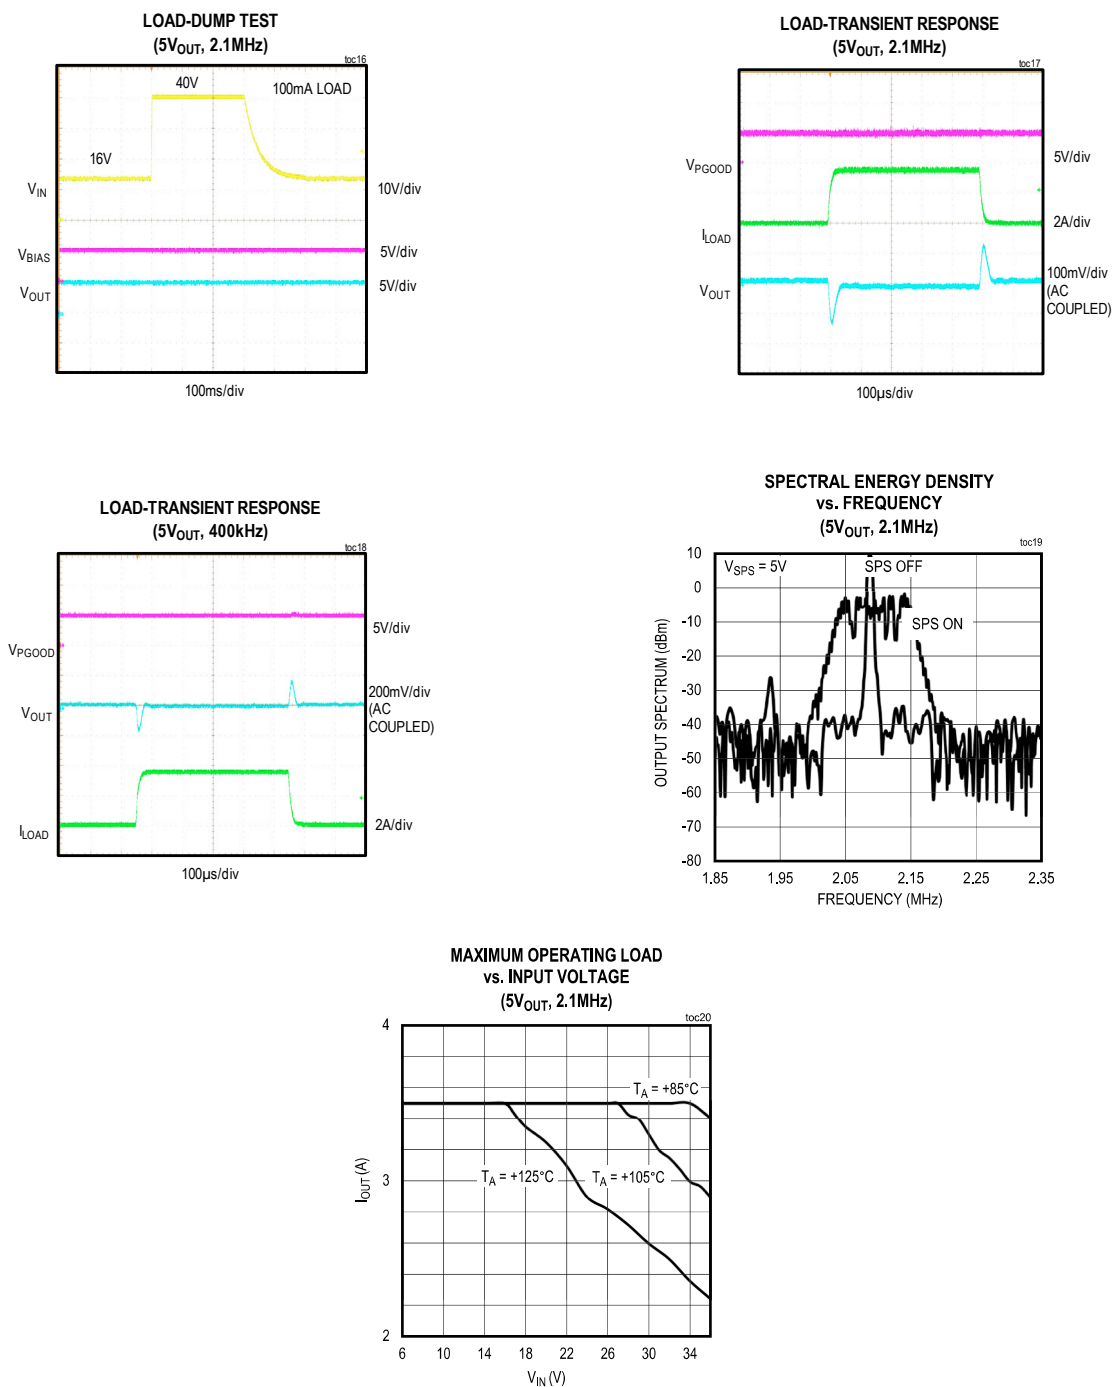 LOAD-DUMP TEST
(5VOUT, 2.1MHz)
toc16
40V
100mA LOAD
16V
VIN
10V/div
VBIAS
5V/div
VOUT
5V/div
100ms/div
LOAD-TRANSIENT RESPONSE
(5VOUT, 2.1MHz)
toc17
VPGOOD
5V/div
ILOAD
2A/div
VOUT
100mV/div
(AC
COUPLED)
100µs/div
LOAD-TRANSIENT RESPONSE
(5VOUT, 400kHz)
toc18
VPGOOD
5V/div
VOUT
200mV/div
(AC
COUPLED)
ILOAD
2A/div
100µs/div
SPECTRAL ENERGY DENSITY
vs. FREQUENCY
(5VOUT, 2.1MHz)
toc19
VSPS = 5V
SPS OFF
SPS ON
OUTPUT SPECTRUM (dBm)
10
0
-10
-20
-30
-40
-50
-60
-70
-80
1.85 1.95 2.05 2.15 2.25 2.35
FREQUENCY (MHz)
MAXIMUM OPERATING LOAD
vs. INPUT VOLTAGE
(5VOUT, 2.1MHz)
toc20
TA = +85°C
TA = +125°C
TA = +105°C
IOUT (A)
4
3
2
6 10 14 18 22 26 30 34
VIN (V)